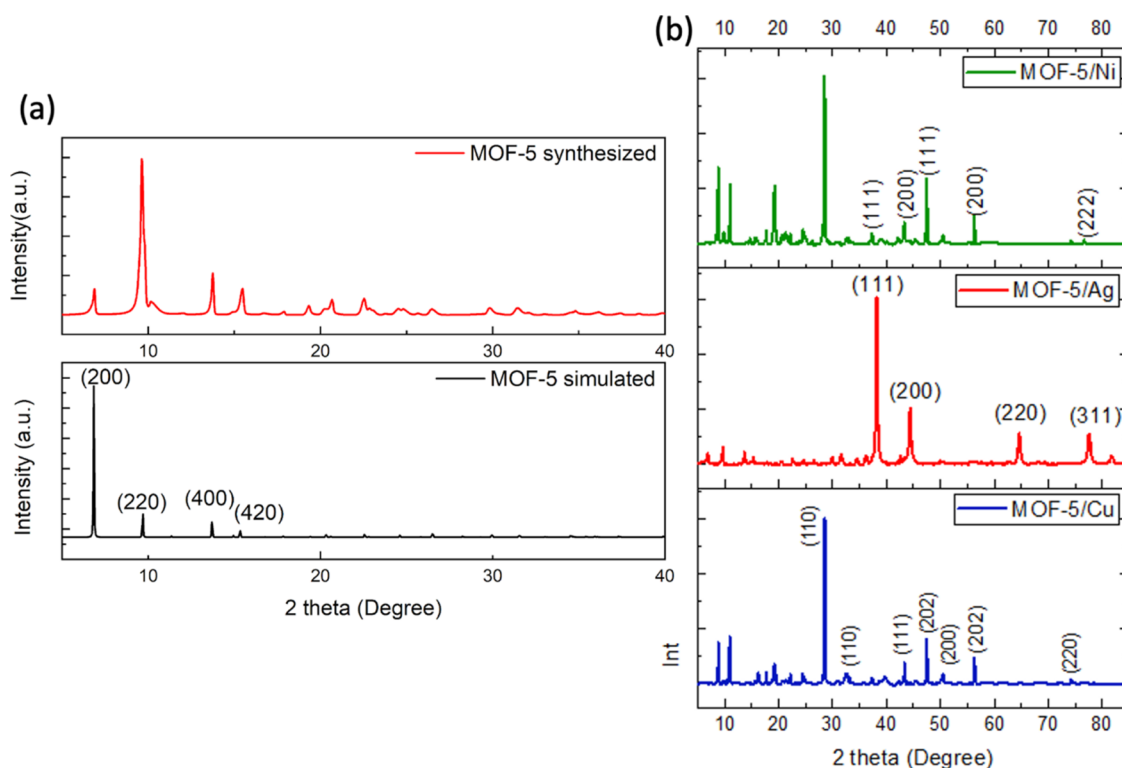 (a)
MOF-5 synthesized
Intensity(a.u.)
10 20 30 40
MOF-5 simulated
Intensity (a.u.)
(200)
(220)
(400)
(420)
10 20 30 40
2 theta (Degree)
(b)
10 20 30 40 50 60 70 80
MOF-5/Ni
(111)
(200)
(111)
(200)
(222)
MOF-5/Ag
(111)
(200)
(220)
(311)
MOF-5/Cu
Int
(110)
(110)
(111)
(202)
(200)
(202)
(220)
10 20 30 40 50 60 70 80
2 theta (Degree)